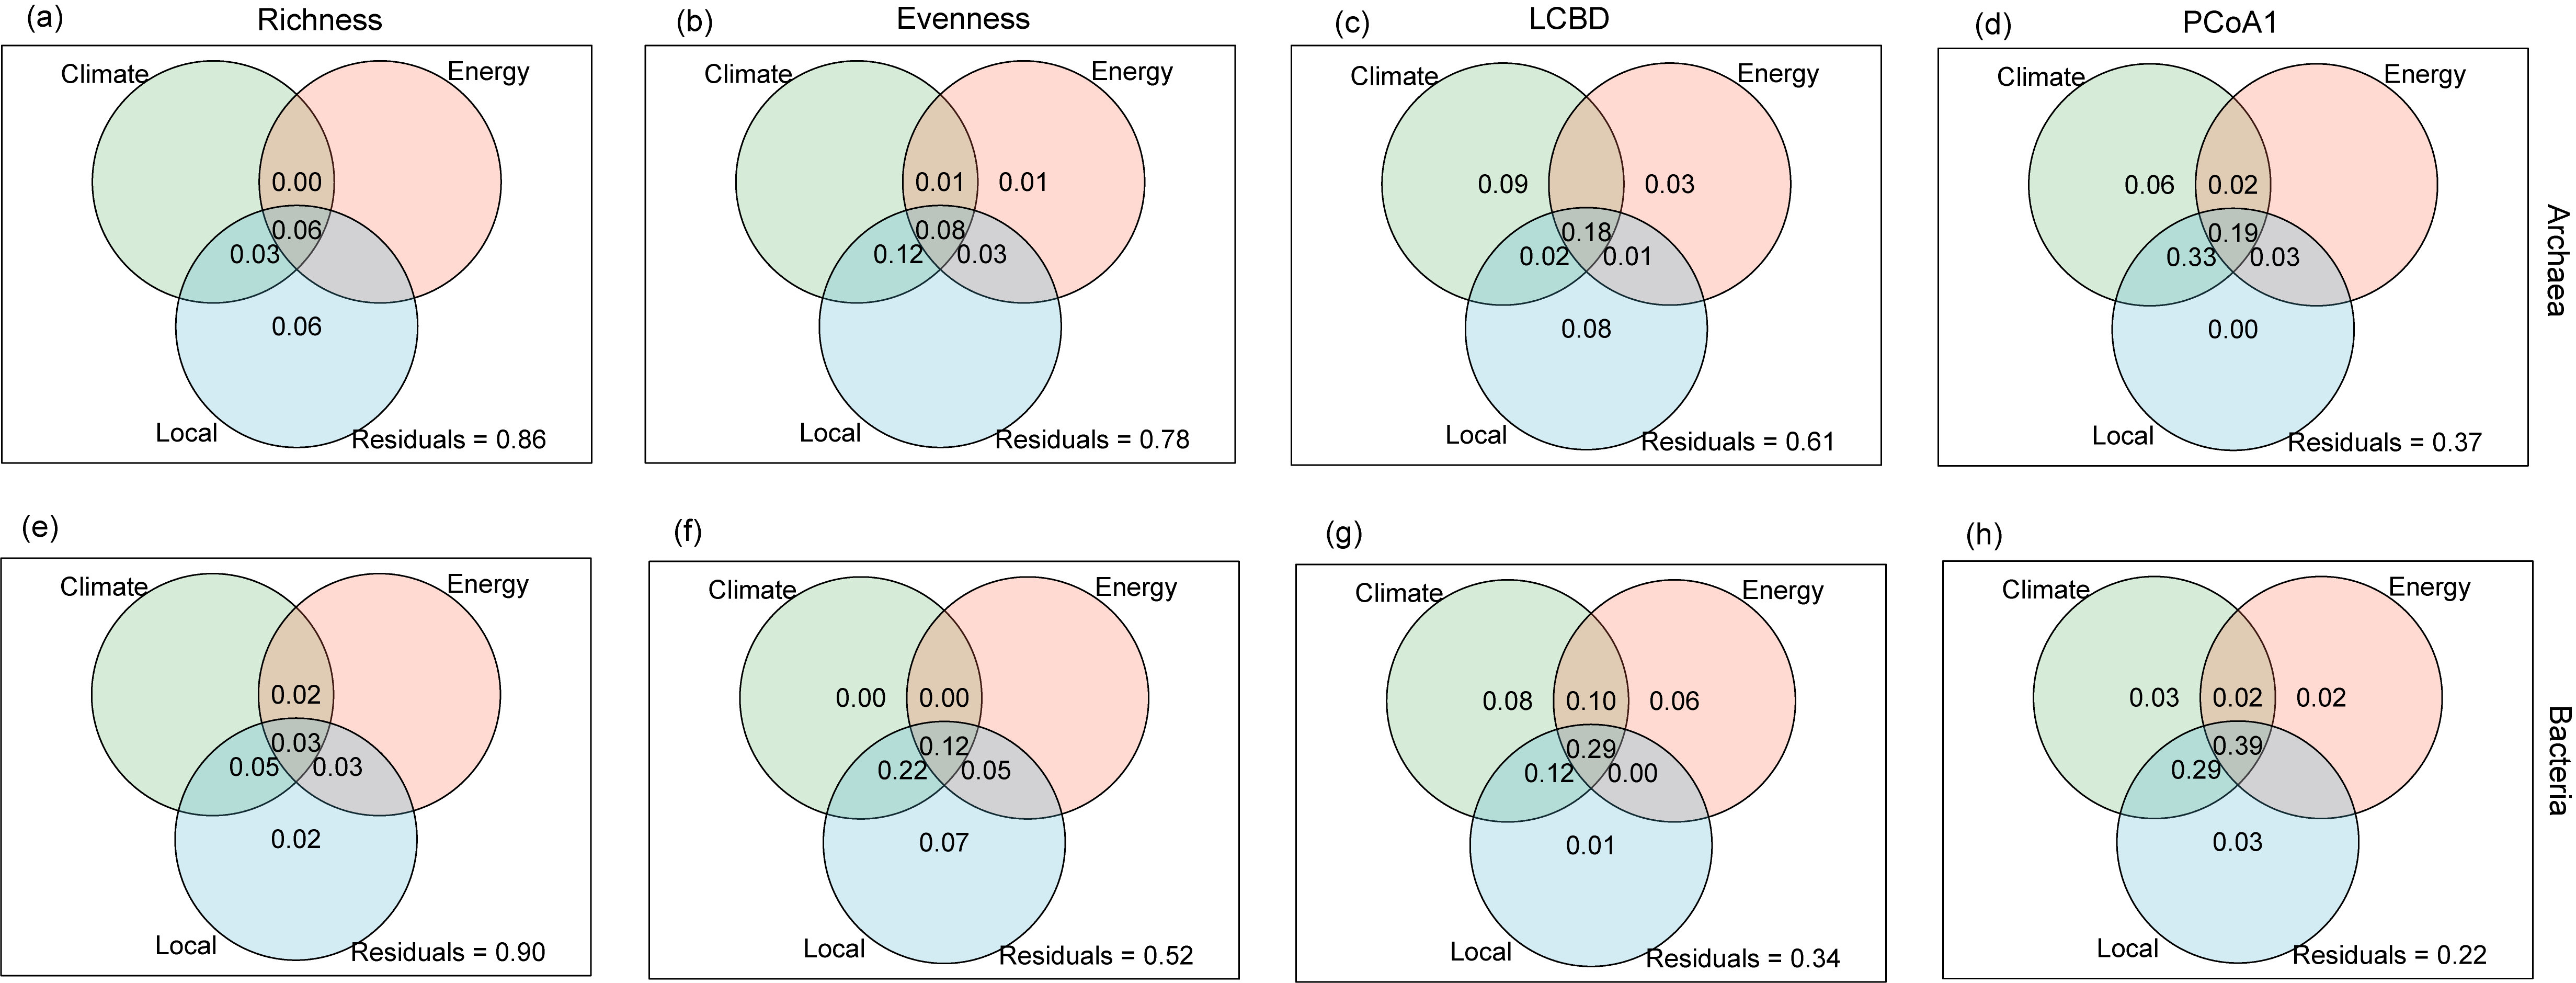 (a) Richness
Climate
Energy
0.00
0.06
0.03
0.06
Local
Residuals = 0.86
(b) Evenness
Climate
Energy
0.01 0.01
0.08
0.12 0.03
Local
Residuals = 0.78
(c) LCBD
Climate
Energy
0.09 0.03
0.18
0.02 0.01
0.08
Local
Residuals = 0.61
(d) PCoA1
Climate
Energy
0.06 0.02
0.19
0.33 0.03
0.00
Local
Residuals = 0.37
Archaea
(e)
Climate
Energy
0.02
0.03
0.05 0.03
0.02
Local
Residuals = 0.90
(f)
Climate
Energy
0.00 0.00
0.12
0.22 0.05
0.07
Local
Residuals = 0.52
(g)
Climate
Energy
0.08 0.10 0.06
0.29
0.12 0.00
0.01
Local
Residuals = 0.34
(h)
Climate
Energy
0.03 0.02 0.02
0.39
0.29
0.03
Local
Residuals = 0.22
Bacteria